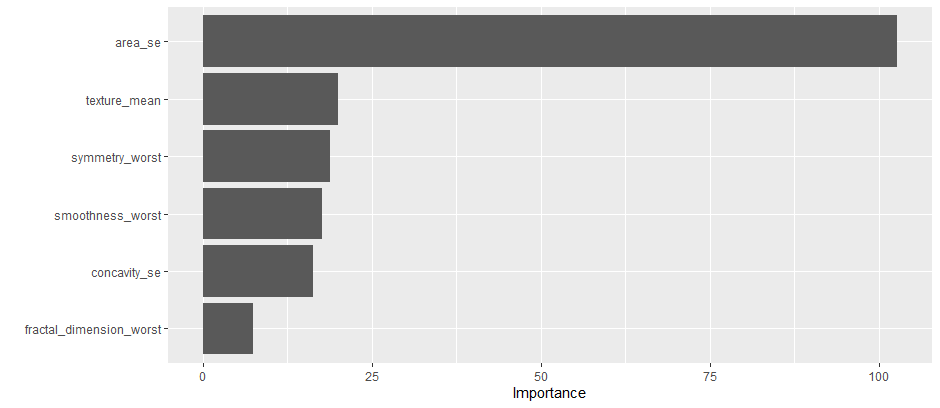 area_se
texture_mean
symmetry_worst
smoothness_worst
concavity_se
fractal_dimension_worst
0 25 50 75 100
Importance